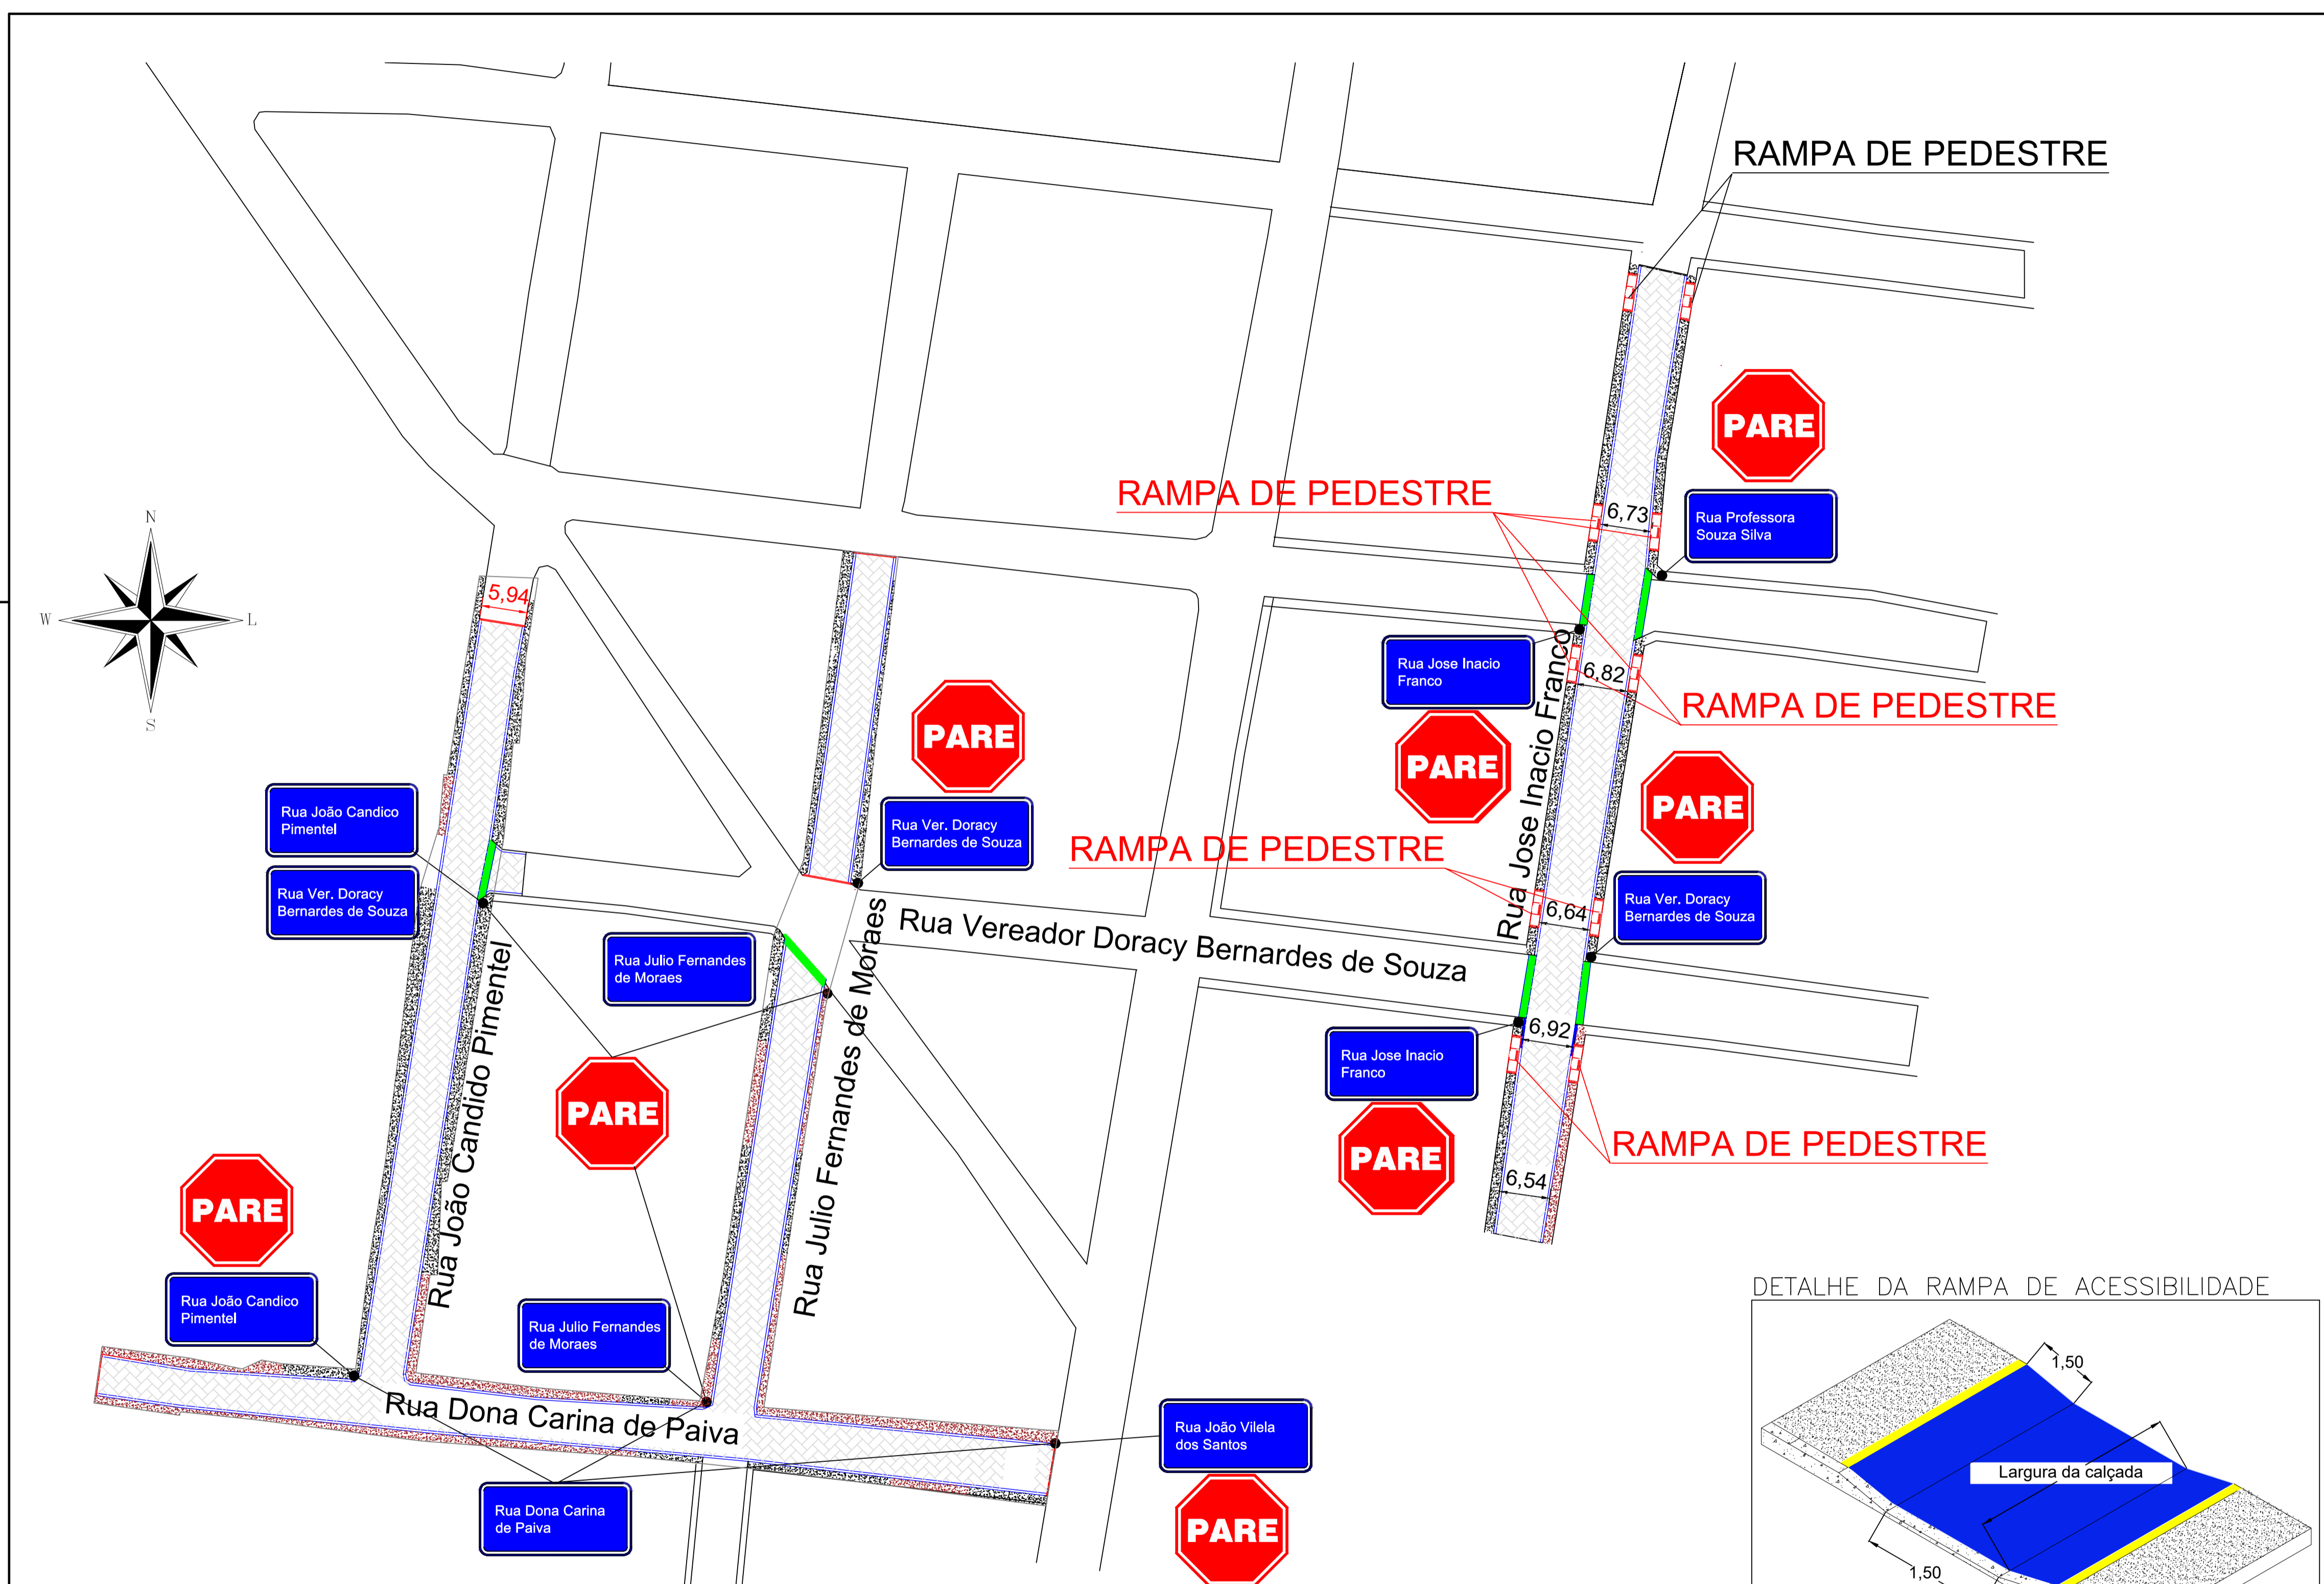 RAMPA DE PEDESTRE
PARE
RAMPA DE PEDESTRE
6,73
Rua Professora
Souza Silva
N
W
L
S
5,94
Rua Jose Inacio
Franco
6,82
RAMPA DE PEDESTRE
PARE
PARE
Rua Jose Inacio Franco
PARE
Rua João Candico
Pimentel
Rua Ver. Doracy
Bernardes de Souza
Rua Ver. Doracy
Bernardes de Souza
RAMPA DE PEDESTRE
Rua Ver. Doracy
Bernardes de Souza
6,64
Rua Vereador Doracy Bernardes de Souza
Rua Julio Fernandes
de Moraes
Rua João Candido Pimentel
Rua Julio Fernandes de Moraes
6,92
Rua Jose Inacio
Franco
PARE
PARE
RAMPA DE PEDESTRE
6,54
PARE
Rua João Candico
Pimentel
Rua Julio Fernandes
de Moraes
DETALHE DA RAMPA DE ACESSIBILIDADE
1,50
Rua Dona Carina de Paiva
Rua João Vilela
dos Santos
Largura da calçada
Rua Dona Carina
de Paiva
PARE
1,50